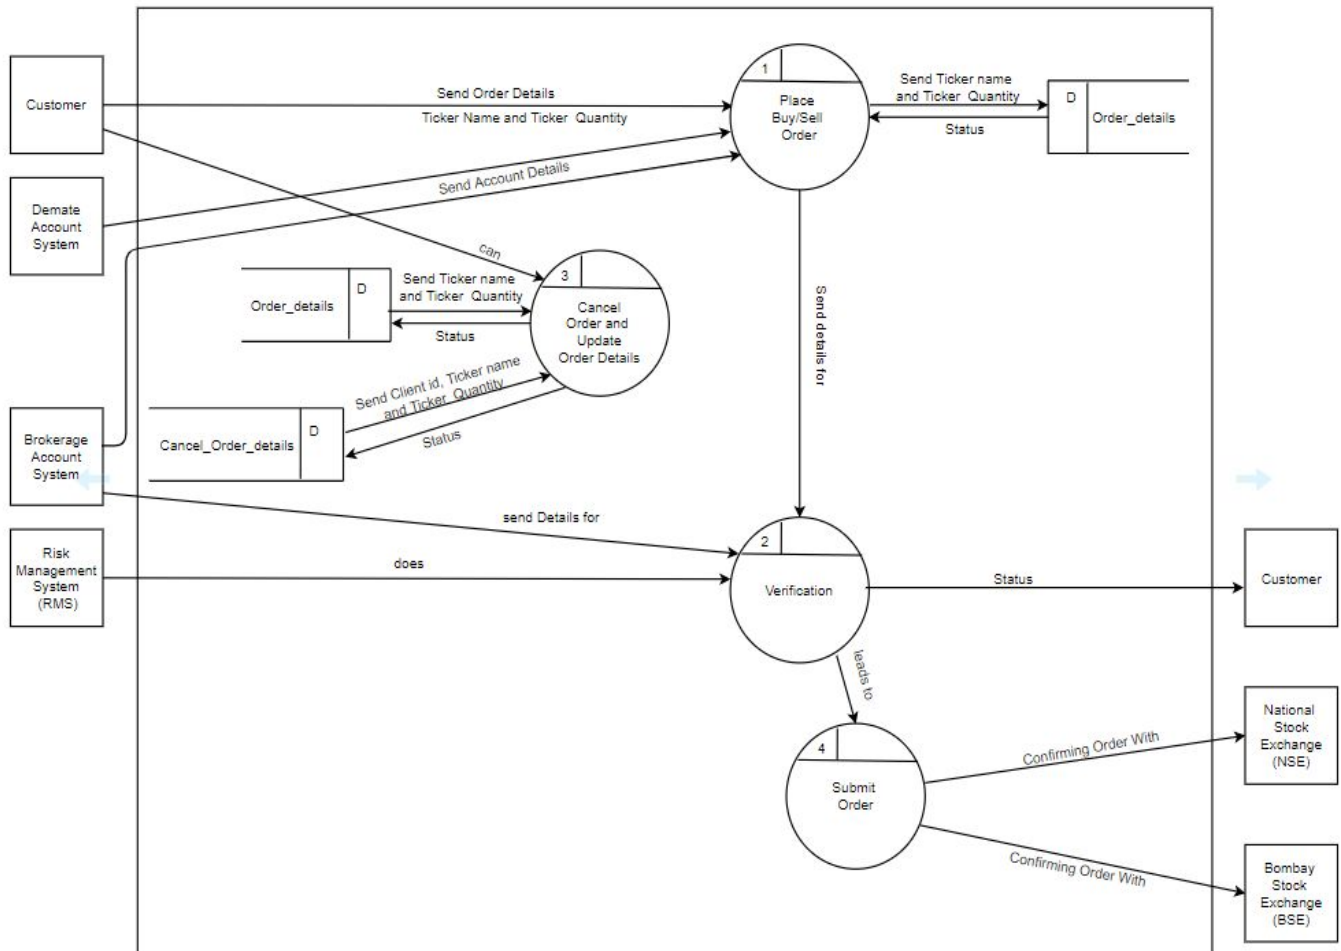 Customer
Send Order Details
Ticker Name and Ticker Quantity
1
Place
Buy/Sell
Order
Send Ticker name
and Ticker Quantity
Status
D
Order_details
Demate
Account
System
Send Account Details
can
Order_details
D
Send Ticker name
and Ticker Quantity
Status
3
Cancel
Order and
Update
Order Details
Send details for
Brokerage
Account
System
Cancel_Order_details
D
Send Client id, Ticker name
and Ticker Quantity
Status
send Details for
Risk
Management
System
(RMS)
does
2
Verification
Status
Customer
leads to
4
Submit
Order
Confirming Order With
National
Stock
Exchange
(NSE)
Confirming Order With
Bombay
Stock
Exchange
(BSE)